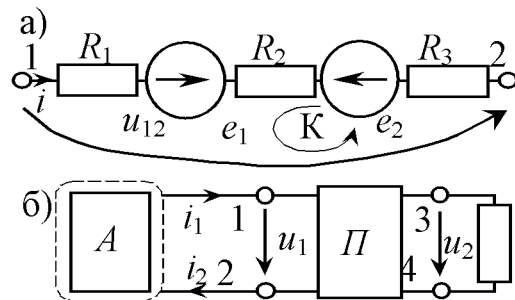 а)
1 R₁ R₂ R₃ 2
i u₁₂ e₁ К e₂
б)
А i₁ 1 u₁ П 3 u₂
i₂ 2 4